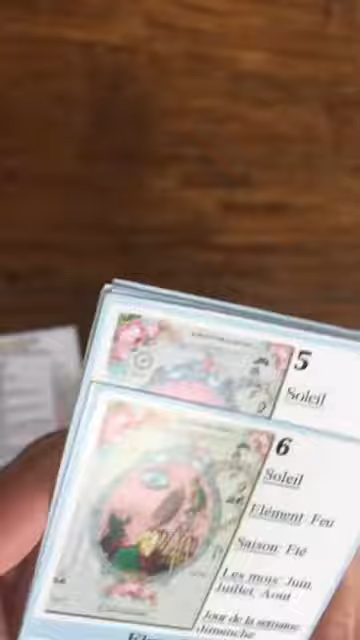 5
Soleil
6
Soleil
Elément Feu
Saison: Eté
Les mois: Juin,
Juillet, Aout
Jour de la semaine
dimanche